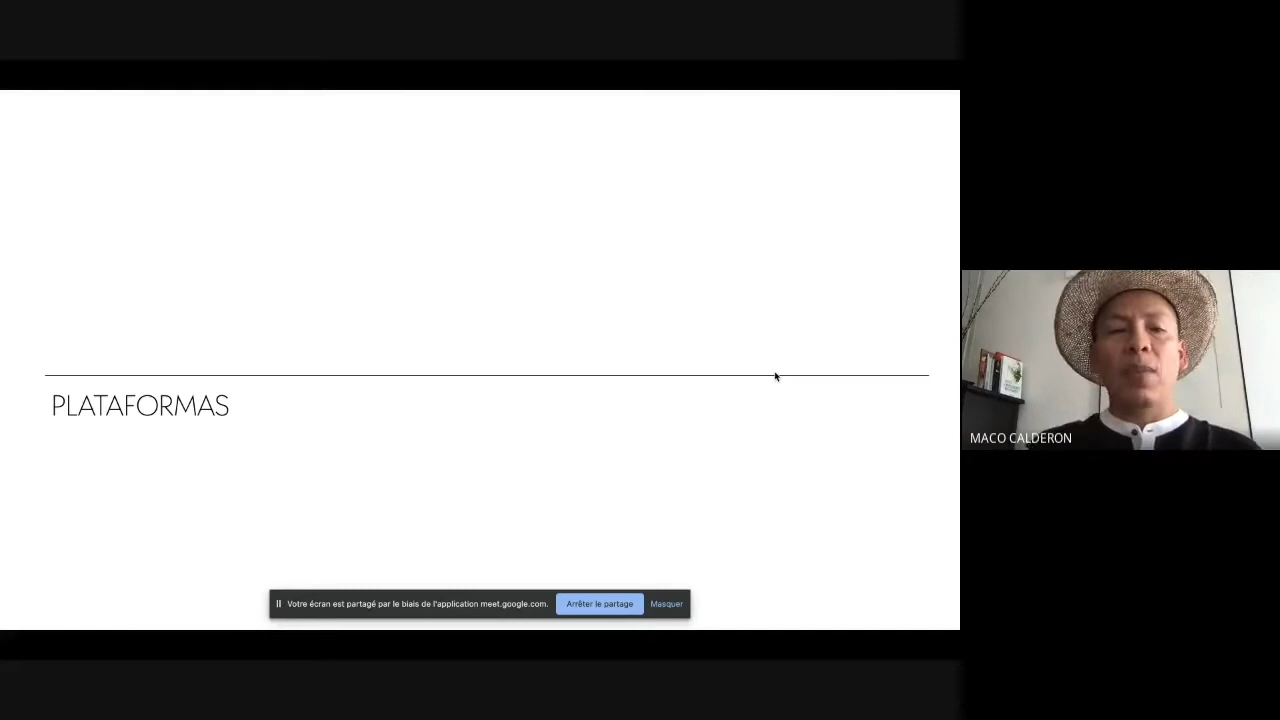 PLATAFORMAS
MACO CALDERON
Votre écran est partagé par le biais de l'application meet.google.com.
Arrêter le partage
Masquer